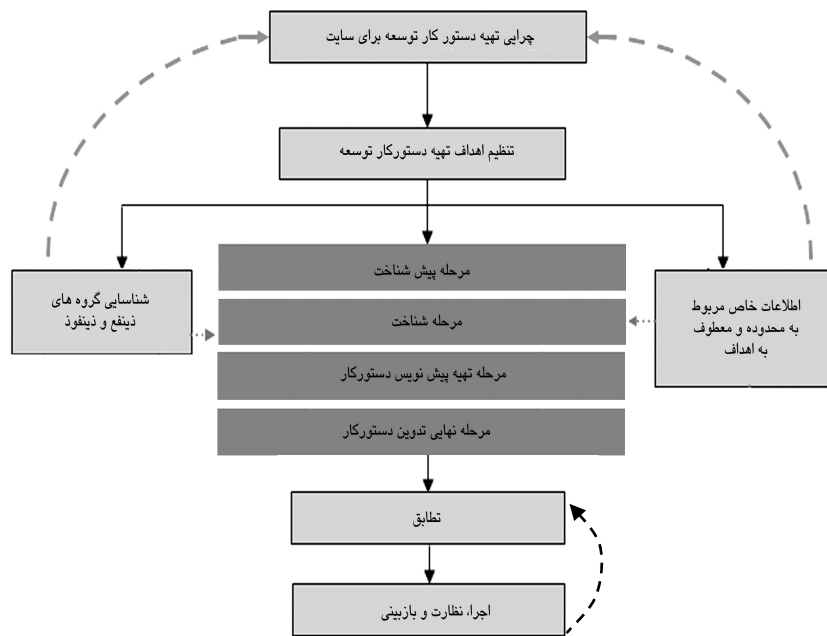 چرایی تهیه دستور کار توسعه برای سایت
تنظیم اهداف تهیه دستورکار توسعه
مرحله پیش شناخت
شناسایی گروه های
ذینفع و ذینفوذ
اطلاعات خاص مربوط
به محدوده و معطوف
به اهداف
مرحله شناخت
مرحله تهیه پیش نویس دستورکار
مرحله نهایی تدوین دستورکار
تطابق
اجرا، نظارت و بازبینی